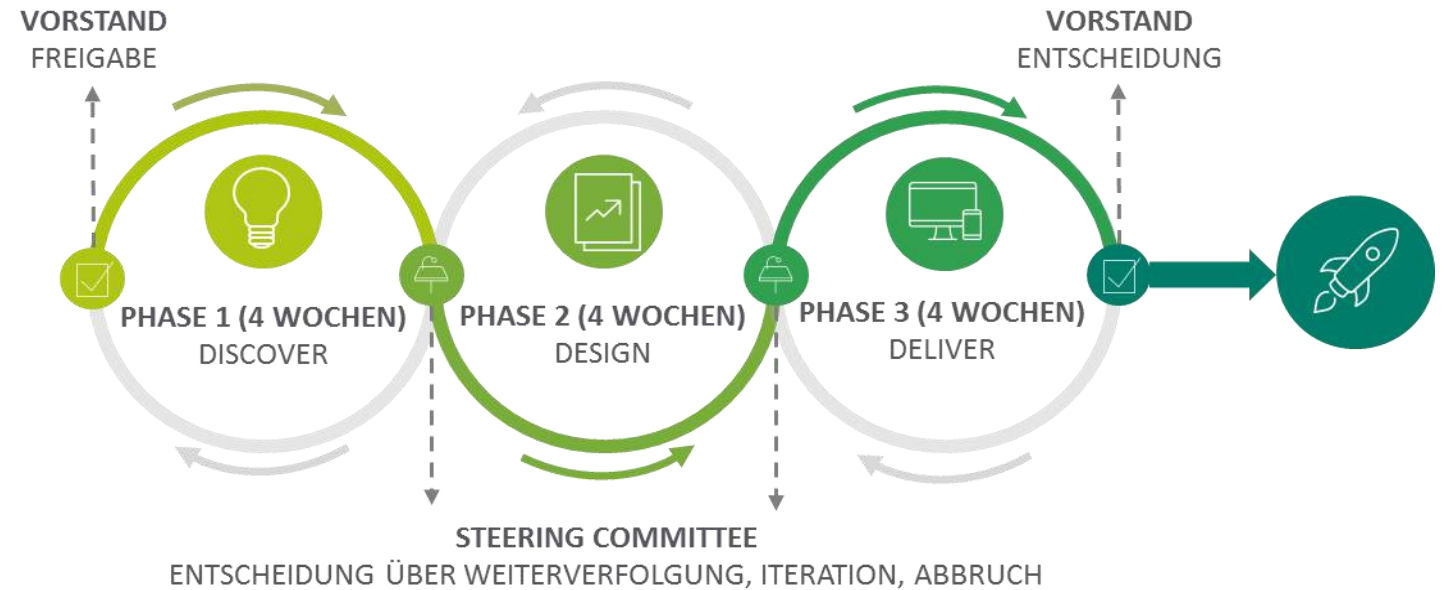 VORSTAND
FREIGABE
VORSTAND
ENTSCHEIDUNG
PHASE 1 (4 WOCHEN)
DISCOVER
PHASE 2 (4 WOCHEN)
DESIGN
PHASE 3 (4 WOCHEN)
DELIVER
STEERING COMMITTEE
ENTSCHEIDUNG ÜBER WEITERVERFOLGUNG, ITERATION, ABBRUCH